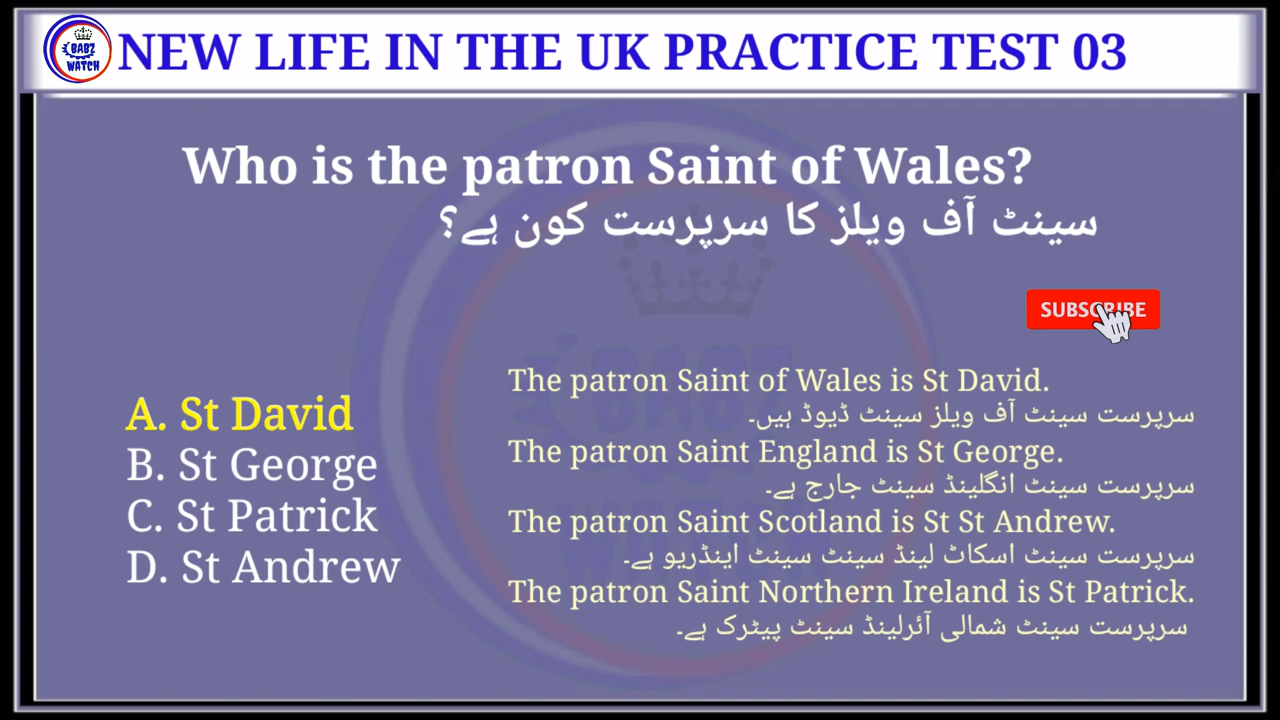 BABZ
WATCH
NEW LIFE IN THE UK PRACTICE TEST 03
Who is the patron Saint of Wales?
سینٹ آف ویلز کا سرپرست کون ہے؟
SUBSCRIBE
A. St David
B. St George
C. St Patrick
D. St Andrew
The patron Saint of Wales is St David.
سرپرست سینٹ آف ویلز سینٹ ڈیوڈ ہیں۔
The patron Saint England is St George.
سرپرست سینٹ انگلینڈ سینٹ جارج ہے۔
The patron Saint Scotland is St St Andrew.
سرپرست سینٹ اسکاٹ لینڈ سینٹ سینٹ اینڈریو ہے۔
The patron Saint Northern Ireland is St Patrick.
سرپرست سینٹ شمالی آئرلینڈ سینٹ پیٹرک ہے۔
BABZ
WATCH